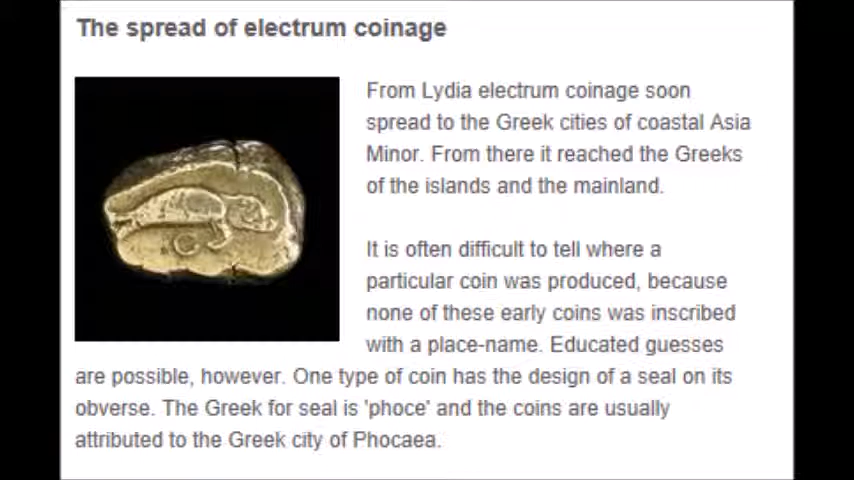 The spread of electrum coinage
From Lydia electrum coinage soon
spread to the Greek cities of coastal Asia
Minor. From there it reached the Greeks
of the islands and the mainland.
It is often difficult to tell where a
particular coin was produced, because
none of these early coins was inscribed
with a place-name. Educated guesses
are possible, however. One type of coin has the design of a seal on its
obverse. The Greek for seal is 'phoce' and the coins are usually
attributed to the Greek city of Phocaea.